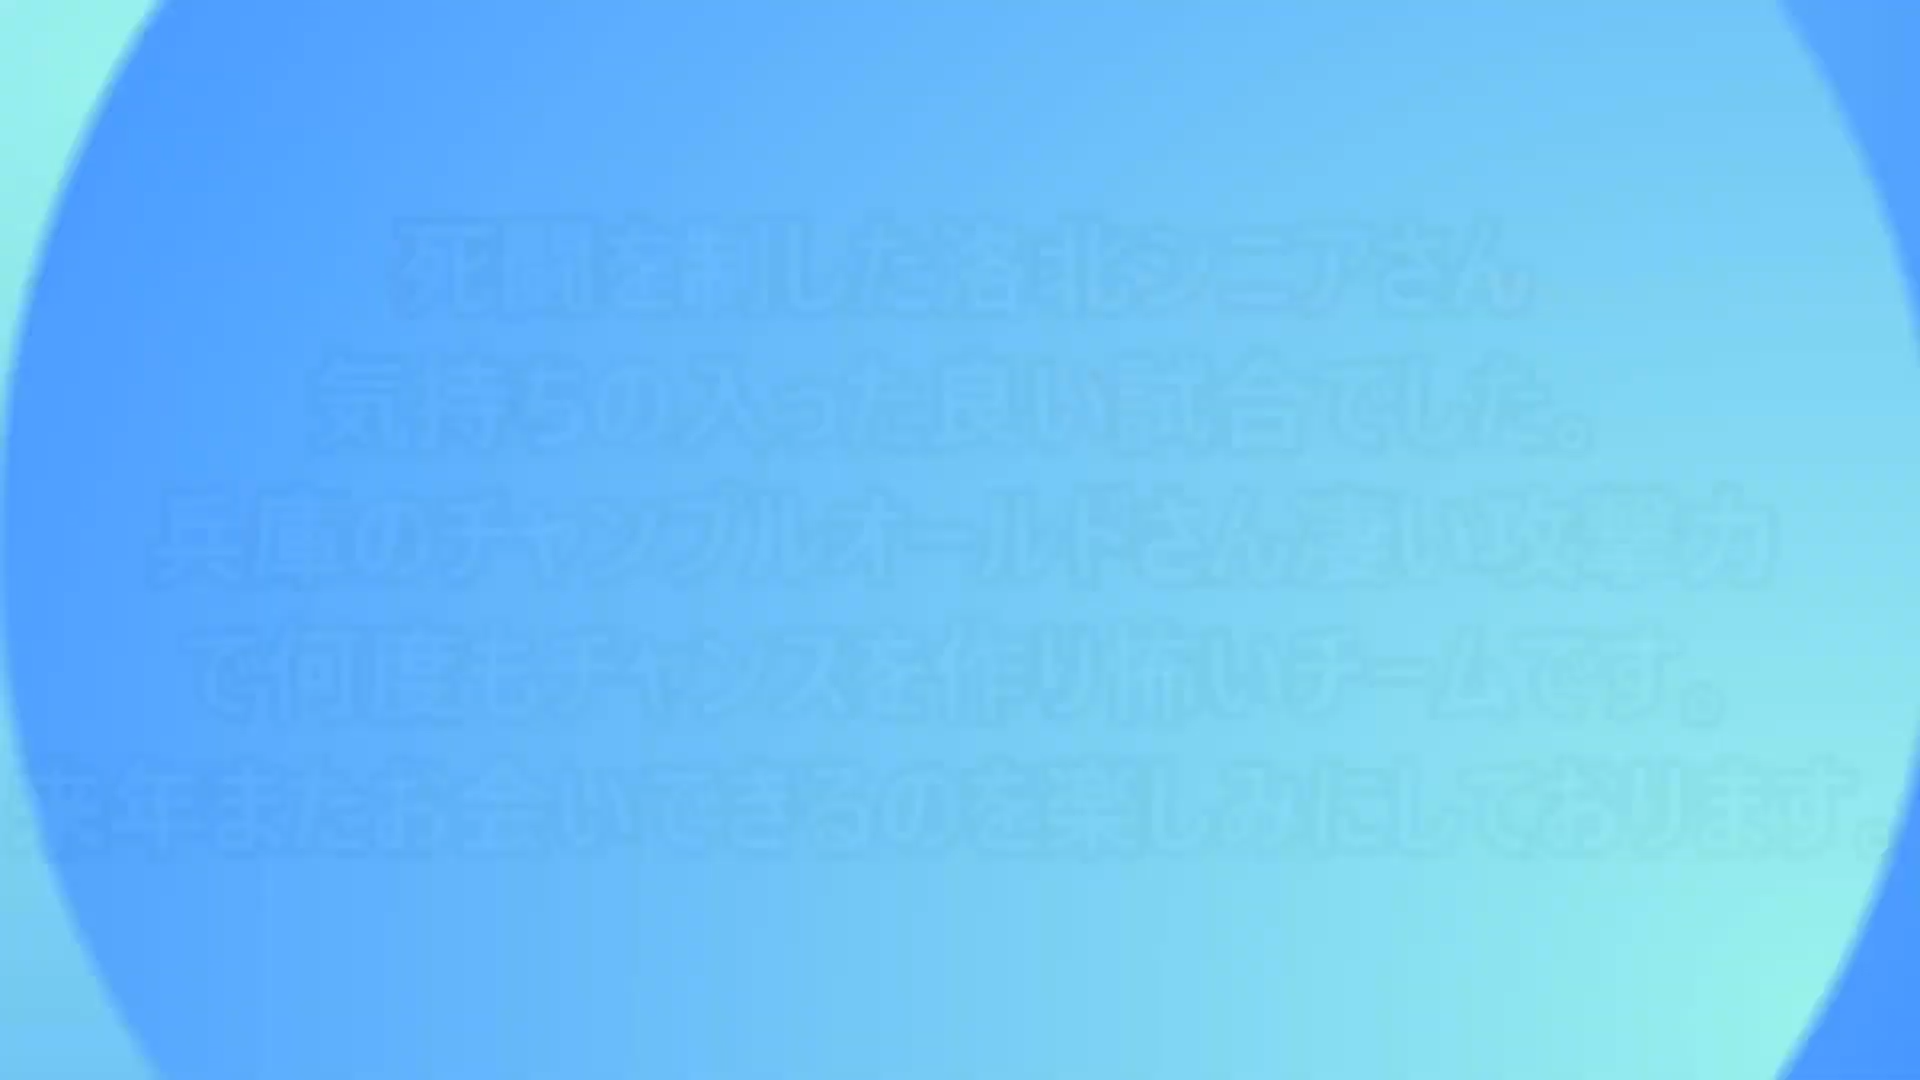 死闘を制した洛北シニアさん
気持ちの入った良い試合でした。
兵庫のチャンプルオールドさん凄い攻撃力
で何度もチャンスを作り怖いチームです。
来年またお会いできるのを楽しみにしております。